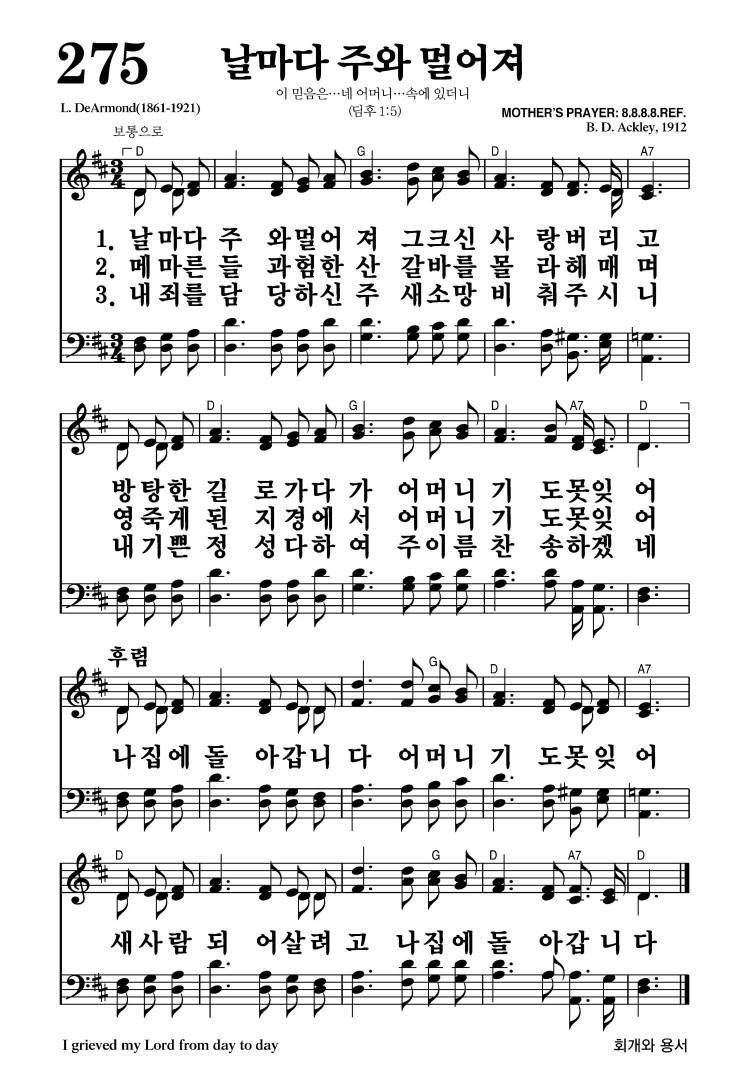 275
날마다 주와 멀어져
이 믿음은…네 어머니…속에 있더니
(딤후 1:5)
L. DeArmond(1861-1921)
MOTHER'S PRAYER: 8.8.8.8.REF.
B. D. Ackley, 1912
보통으로
D G D A7
3/4
1. 날마다 주 와멀어 져 그크신 사 랑버리 고
2. 메마른 들 과험한 산 갈바를 몰 라헤매 며
3. 내죄를 담 당하신 주 새소망 비 춰주시 니
3/4
D G D A7 D
방탕한 길 로가다 가 어머니 기 도못잊 어
영죽게 된 지경에 서 어머니 기 도못잊 어
내기쁜 정 성다하 여 주이름 찬 송하겠 네
후렴
G D A7
나집에 돌 아갑니 다 어머니 기 도못잊 어
D G D A7 D
새사람 되 어살려 고 나집에 돌 아갑니 다
I grieved my Lord from day to day
회개와 용서